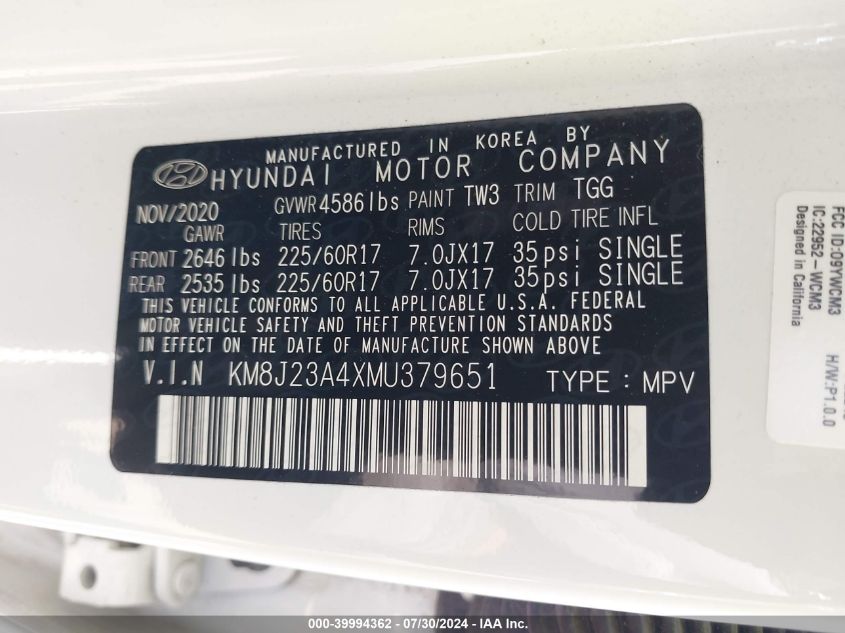 MANUFACTURED IN KOREA BY
HYUNDAI MOTOR COMPANY
NOV/2020 GVWR 4586 lbs PAINT TW3 TRIM TGG
GAWR TIRES RIMS COLD TIRE INFL
FRONT 2646 lbs 225/60R17 7.0JX17 35psi SINGLE
REAR 2535 lbs 225/60R17 7.0JX17 35psi SINGLE
THIS VEHICLE CONFORMS TO ALL APPLICABLE U.S.A. FEDERAL
MOTOR VEHICLE SAFETY AND THEFT PREVENTION STANDARDS
IN EFFECT ON THE DATE OF MANUFACTURE SHOWN ABOVE
V.I.N KM8J23A4XMU379651 TYPE : MPV
FCC ID:O9YWCM3
IC:22952-WCM3
Designed in California
H/W:P1.0.0
000-39994362 - 07/30/2024 - IAAI Inc.